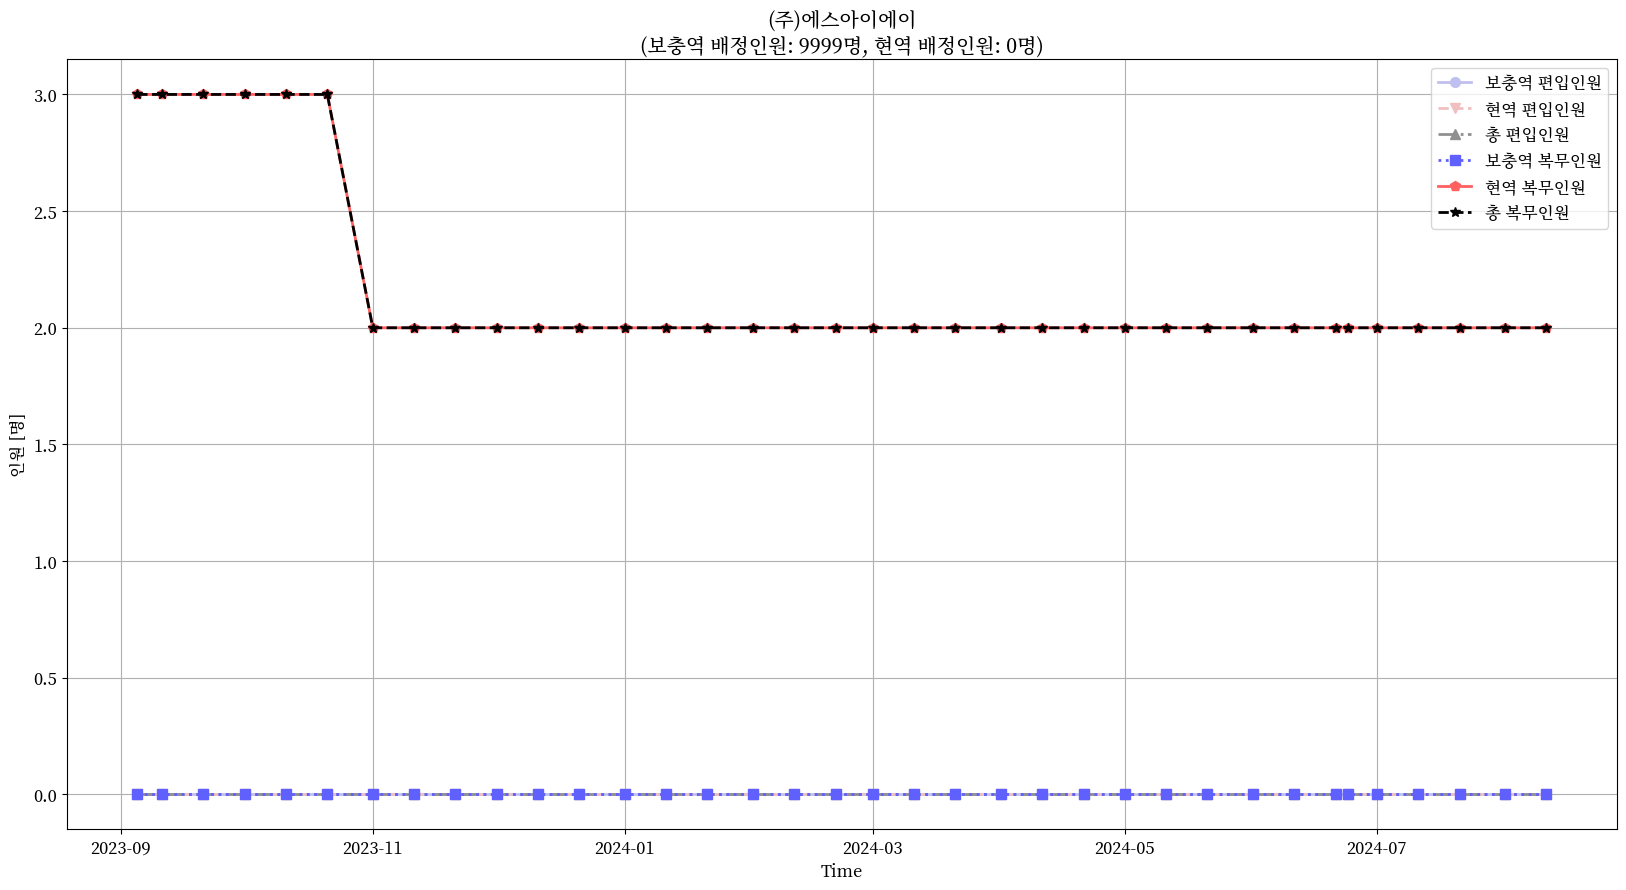 (주)에스아이에이
(보충역 배정인원: 9999명, 현역 배정인원: 0명)
보충역 편입인원
현역 편입인원
총 편입인원
보충역 복무인원
현역 복무인원
총 복무인원
인원 [명]
3.0
2.5
2.0
1.5
1.0
0.5
0.0
2023-09 2023-11 2024-01 2024-03 2024-05 2024-07
Time